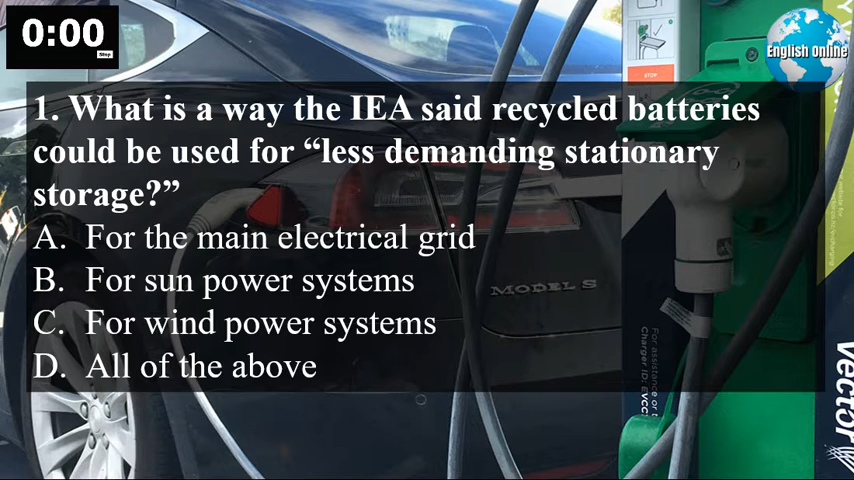 0:00
Stop
English Online
STOP
1. What is a way the IEA said recycled batteries
could be used for “less demanding stationary
storage?”
A. For the main electrical grid
B. For sun power systems
C. For wind power systems
D. All of the above
MODEL S
For assistance or t
Charger ID: EVCC
Vector